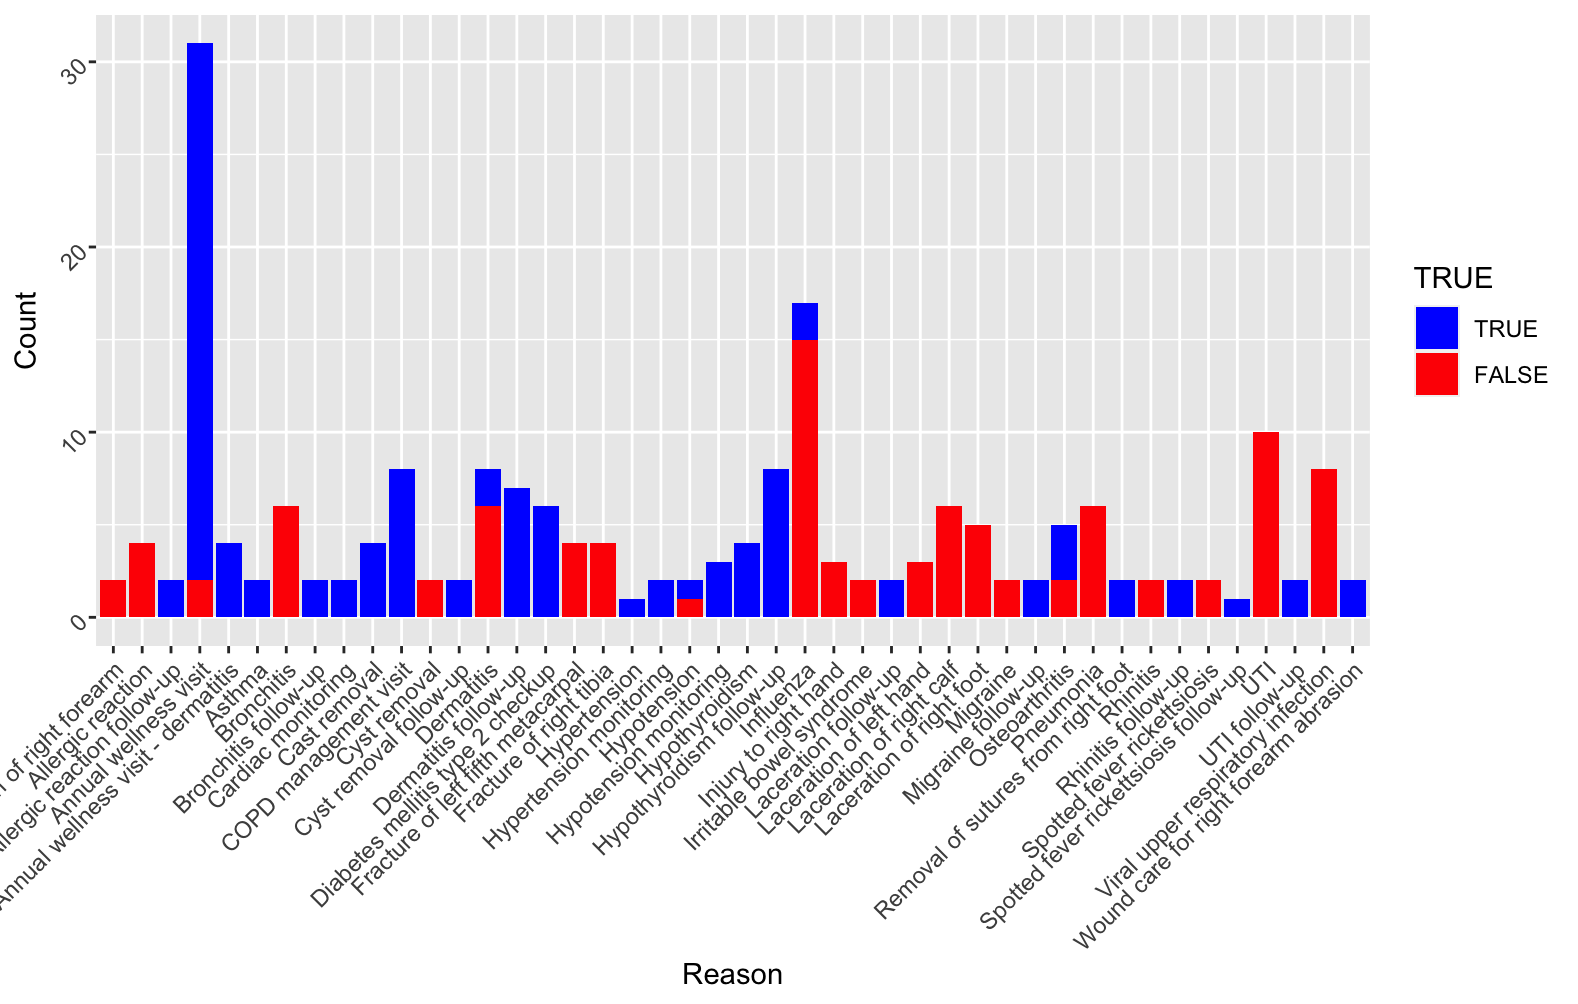 30
20
10
0
Count
of right forearm
Allergic reaction
Allergic reaction follow-up
Annual wellness visit
Annual wellness visit - dermatitis
Asthma
Bronchitis
Bronchitis follow-up
Cardiac monitoring
Cast removal
COPD management visit
Cyst removal
Cyst removal follow-up
Dermatitis
Dermatitis follow-up
Diabetes mellitis type 2 checkup
Fracture of left fifth metacarpal
Fracture of right tibia
Hypertension
Hypertension monitoring
Hypotension
Hypotension monitoring
Hypothyroidism
Hypothyroidism follow-up
Influenza
Injury to right hand
Irritable bowel syndrome
Laceration follow-up
Laceration of left hand
Laceration of right calf
Laceration of right foot
Migraine
Migraine follow-up
Osteoarthritis
Pneumonia
Removal of sutures from right foot
Rhinitis
Rhinitis follow-up
Spotted fever rickettsiosis
Spotted fever rickettsiosis follow-up
UTI
UTI follow-up
Viral upper respiratory infection
Wound care for right forearm abrasion
Reason
TRUE
TRUE
FALSE